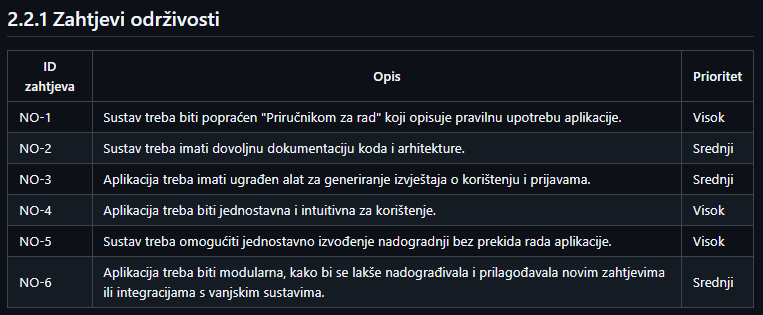 2.2.1 Zahtjevi održivosti
ID
zahtjeva
Opis
Prioritet
NO-1 Sustav treba biti popraćen "Priručnikom za rad" koji opisuje pravilnu upotrebu aplikacije. Visok
NO-2 Sustav treba imati dovoljnu dokumentaciju koda i arhitekture. Srednji
NO-3 Aplikacija treba imati ugrađen alat za generiranje izvještaja o korištenju i prijavama. Srednji
NO-4 Aplikacija treba biti jednostavna i intuitivna za korištenje. Visok
NO-5 Sustav treba omogućiti jednostavno izvođenje nadogradnji bez prekida rada aplikacije. Visok
NO-6 Aplikacija treba biti modularna, kako bi se lakše nadograđivala i prilagođavala novim zahtjevima
ili integracijama s vanjskim sustavima. Srednji